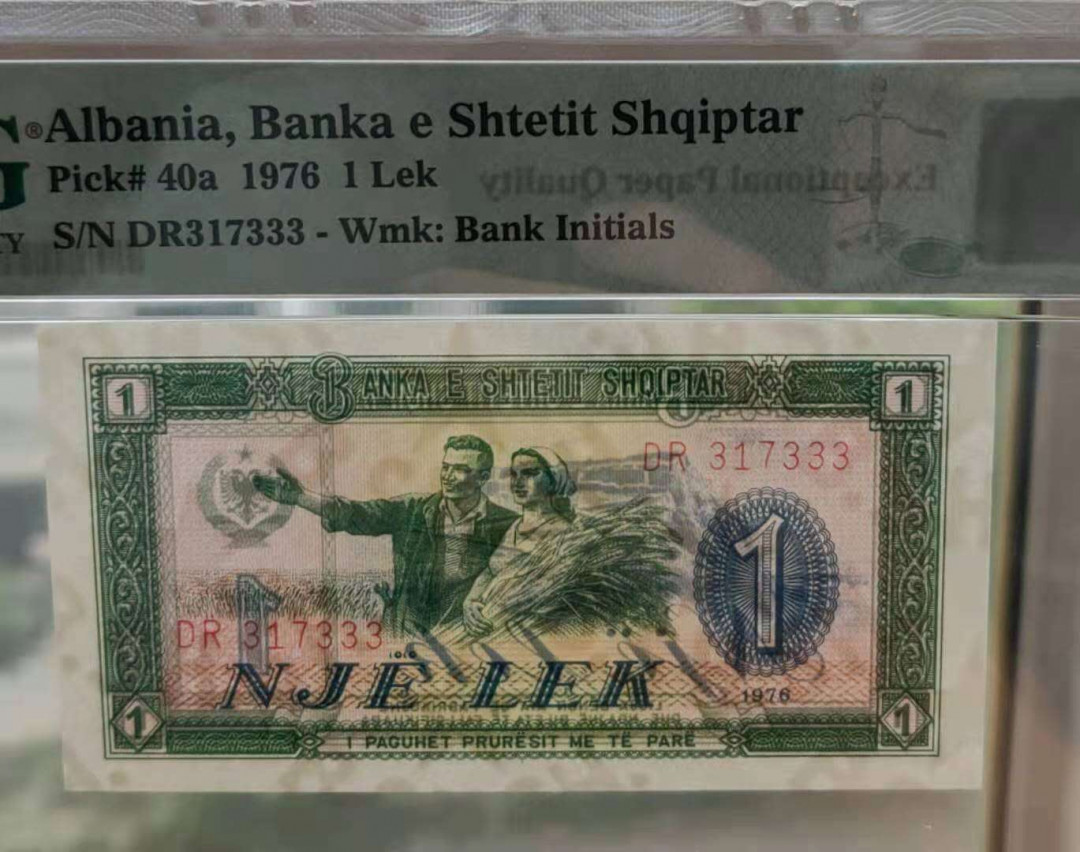 ®Albania, Banka e Shtetit Shqiptar
Pick# 40a 1976 1 Lek
Exceptional Paper Quality
TY S/N DR317333 - Wmk: Bank Initials
1 BANKA E SHTETIT SHQIPTAR 1
DR 317333
1
1
DR 317333
NJË LEK
1976
1 I PAGUHET PRURËSIT ME TË PARË 1